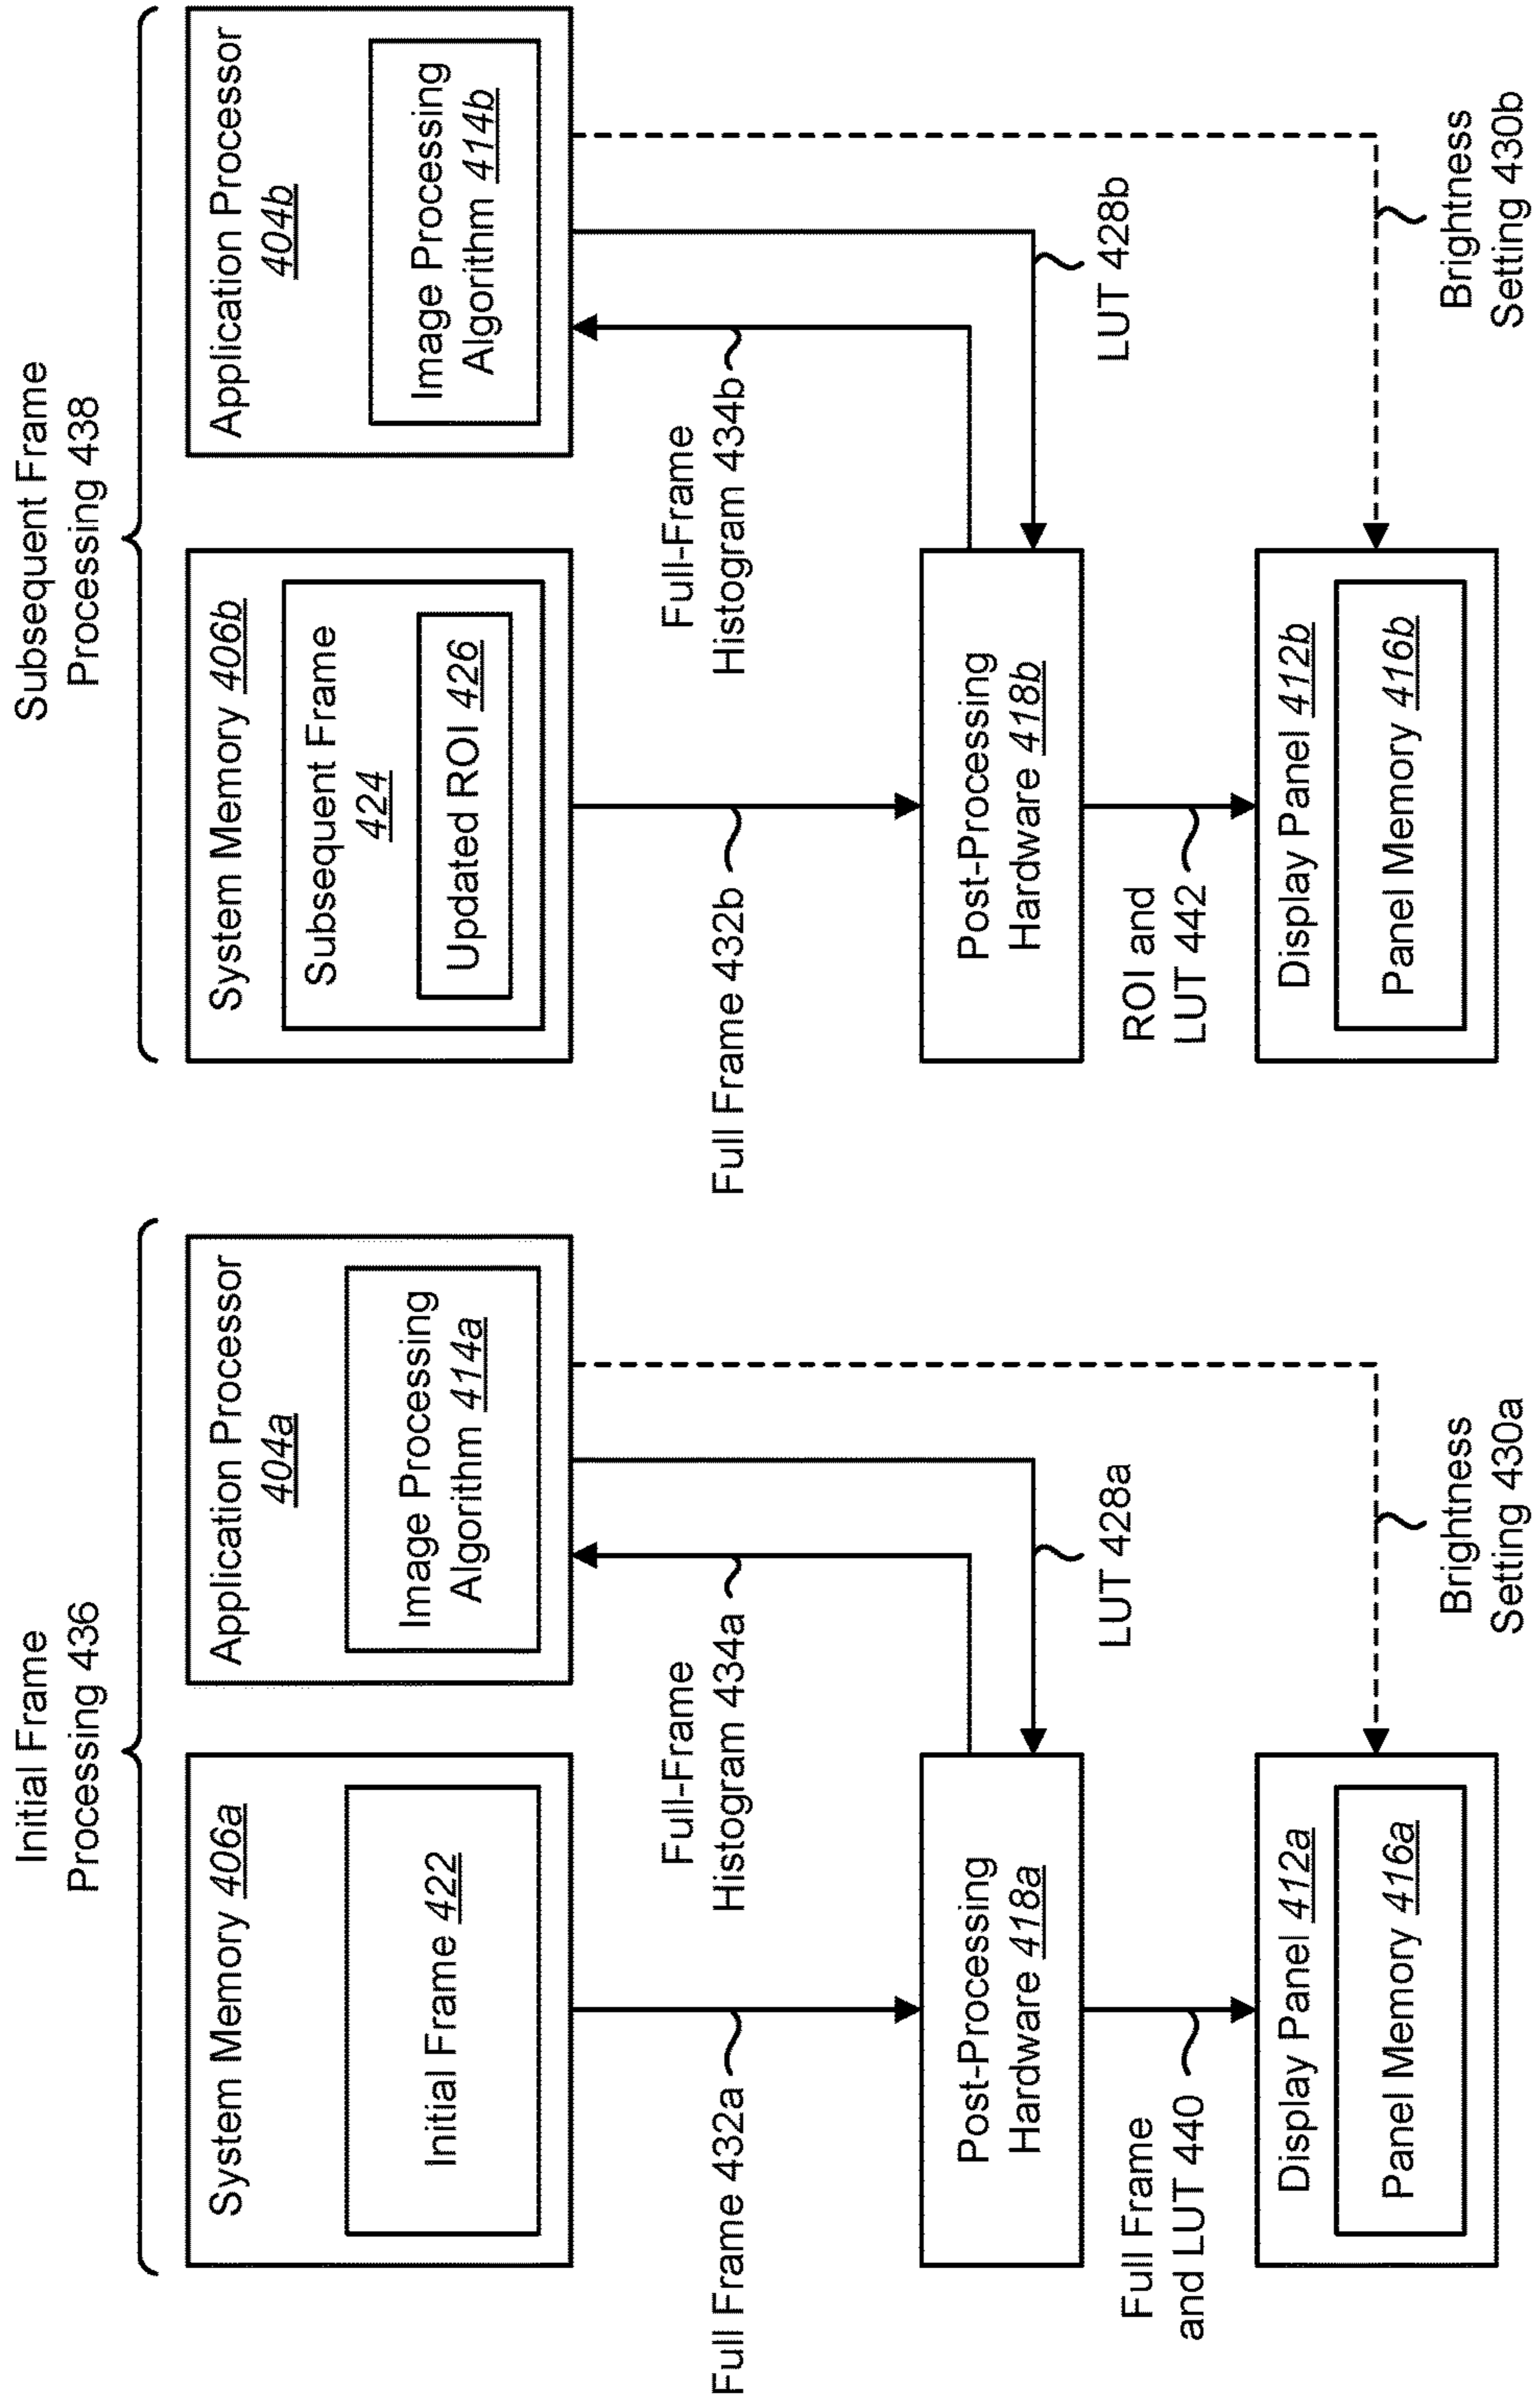 Initial Frame
Processing 436
System Memory 406a
Initial Frame 422
Application Processor
404a
Image Processing
Algorithm 414a
Full Frame 432a
Full-Frame
Histogram 434a
LUT 428a
Post-Processing
Hardware 418a
Full Frame
and LUT 440
Brightness
Setting 430a
Display Panel 412a
Panel Memory 416a
Subsequent Frame
Processing 438
System Memory 406b
Subsequent Frame
424
Updated ROI 426
Application Processor
404b
Image Processing
Algorithm 414b
Full Frame 432b
Full-Frame
Histogram 434b
LUT 428b
Post-Processing
Hardware 418b
ROI and
LUT 442
Brightness
Setting 430b
Display Panel 412b
Panel Memory 416b